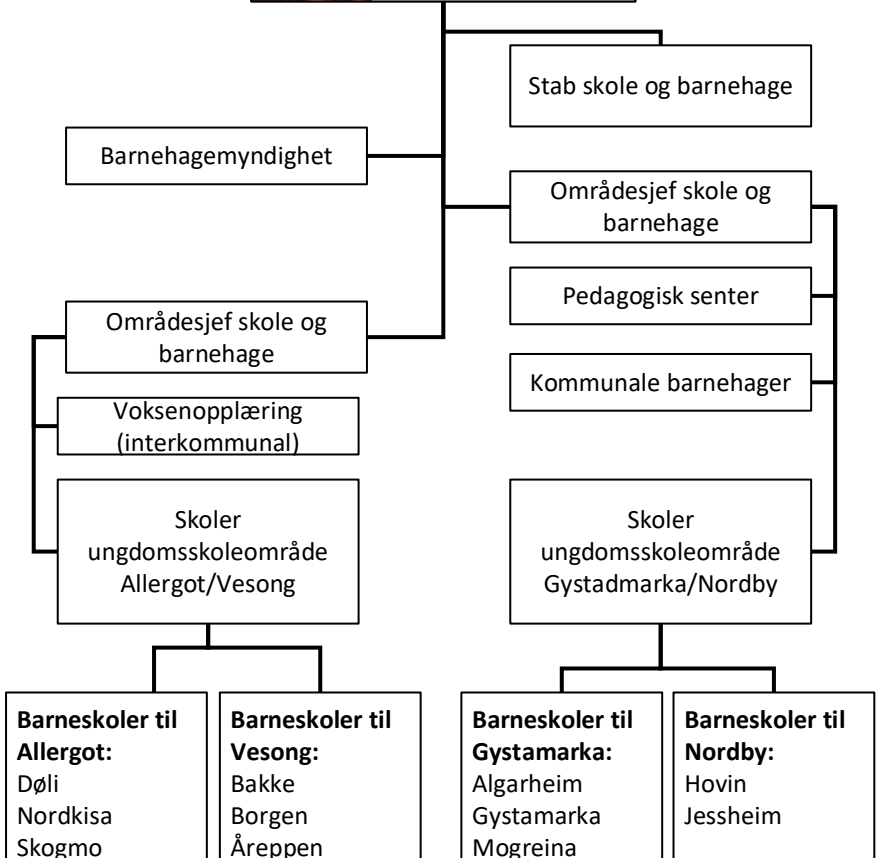 Stab skole og barnehage
Barnehagemyndighet
Områdesjef skole og
barnehage
Pedagogisk senter
Områdesjef skole og
barnehage
Kommunale barnehager
Voksenopplæring
(interkommunal)
Skoler
ungdomsskoleområde
Allergot/Vesong
Skoler
ungdomsskoleområde
Gystadmarka/Nordby
Barneskoler til
Allergot:
Døli
Nordkisa
Skogmo
Barneskoler til
Vesong:
Bakke
Borgen
Åreppen
Barneskoler til
Gystamarka:
Algarheim
Gystamarka
Mogreina
Barneskoler til
Nordby:
Hovin
Jessheim